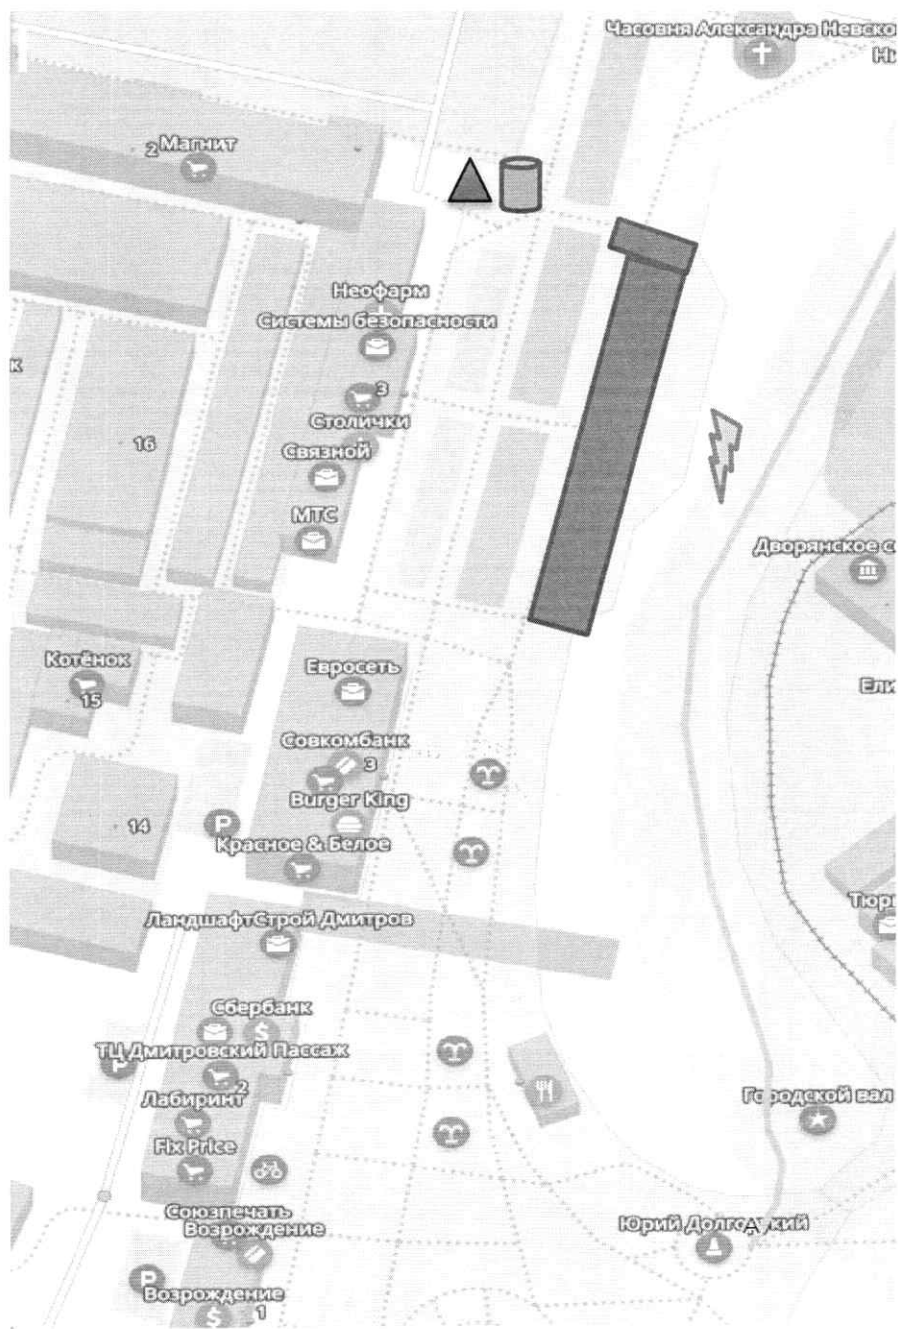 Часовня Александра Невско
Ни
2 Магнит
Неофарм
Системы безопасности
к
3
Столички
16
Связной
МТС
Дворянское с
Котёнок
15
Евросеть
Ели
Совкомбанк
3
Burger King
14
P
Красное & Белое
Тюрь
ЛандшафтСтрой Дмитров
Сбербанк
$
ТЦ Дмитровский Пассаж
P
2
Лабиринт
Городской вал
Fix Price
Союзпечать
Возрождение
Юрий Долгорукий
P
Возрождение
$
1